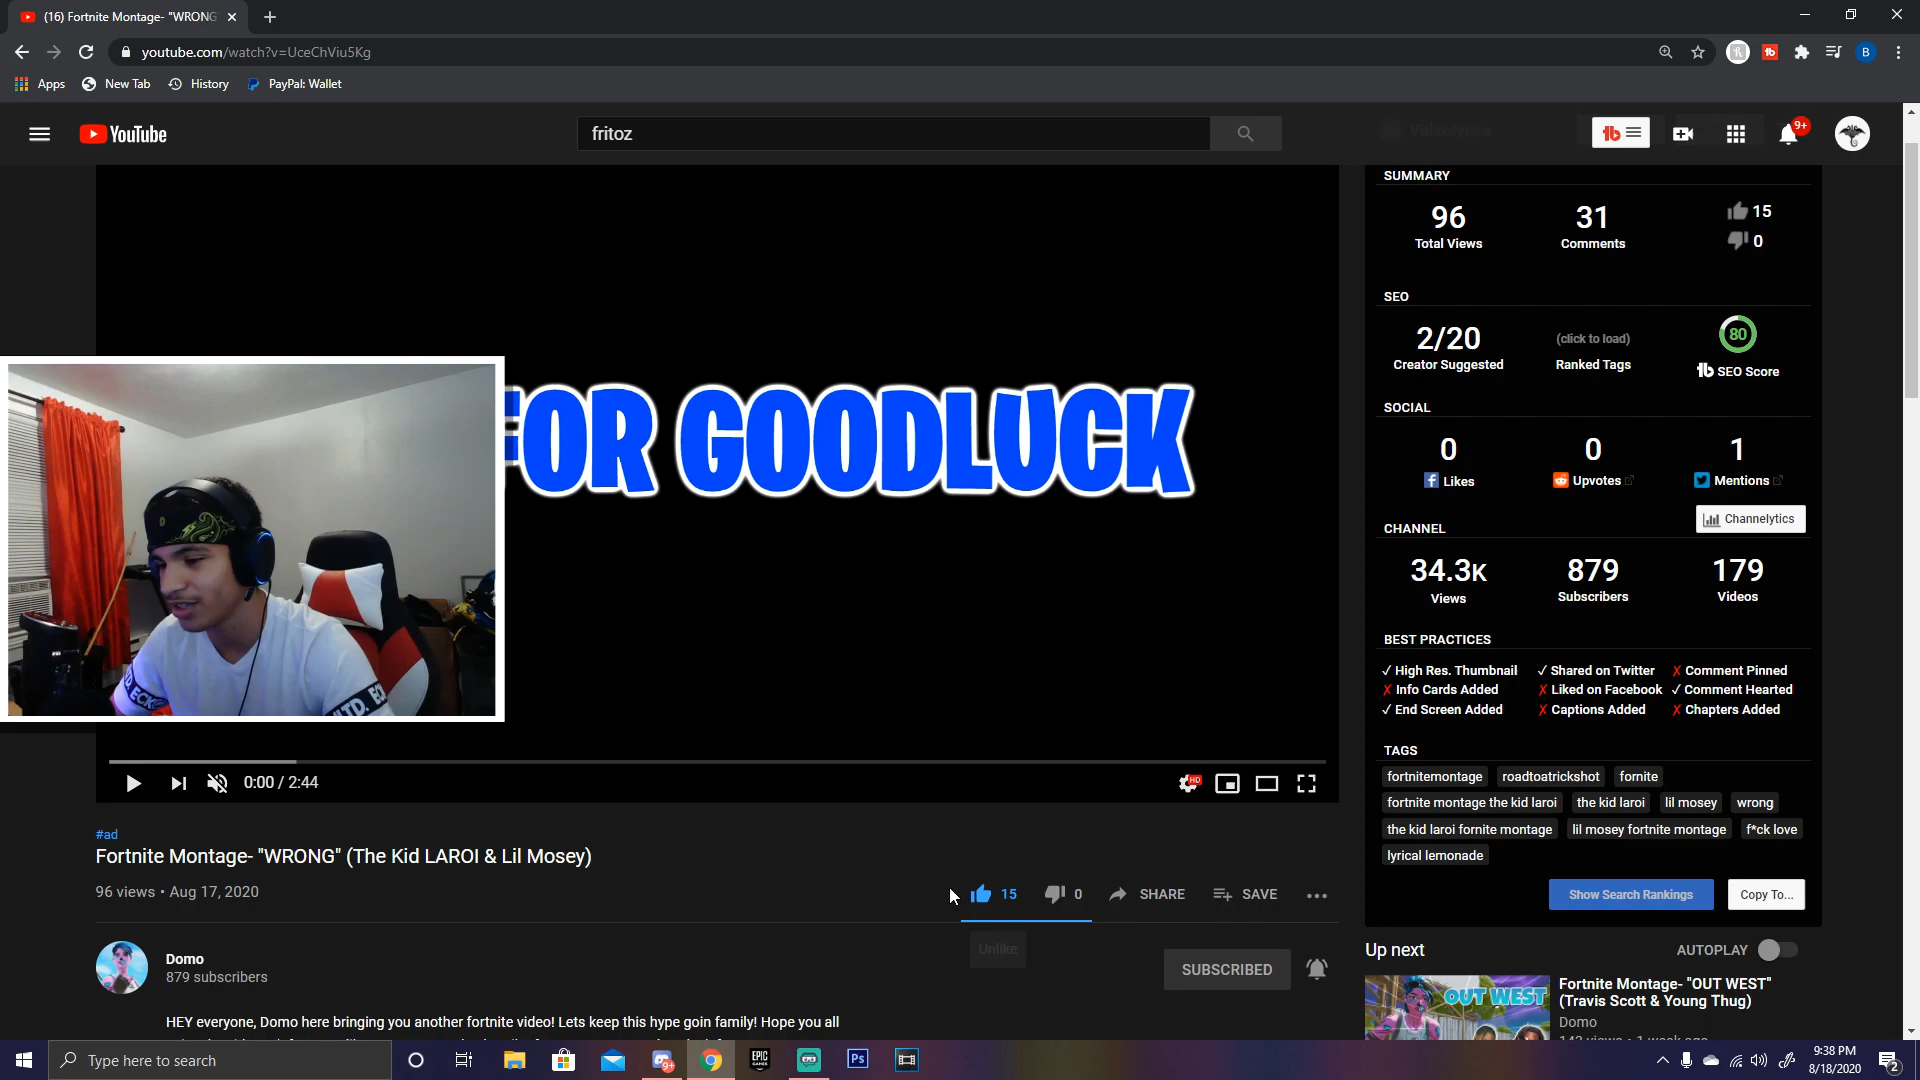 (16) Fortnite Montage- "WRONG"
youtube.com/watch?v=UceChViu5Kg
Apps New Tab History PayPal: Wallet
YouTube
fritoz
Videolytics
9+
SUMMARY
96 31 15
Total Views Comments 0
SEO
2/20 (click to load) 80
Creator Suggested Ranked Tags SEO Score
SOCIAL
0 0 1
Likes Upvotes Mentions
CHANNEL Channelytics
34.3K 879 179
Views Subscribers Videos
BEST PRACTICES
✓ High Res. Thumbnail ✓ Shared on Twitter ✗ Comment Pinned
✗ Info Cards Added ✗ Liked on Facebook ✓ Comment Hearted
✓ End Screen Added ✗ Captions Added ✗ Chapters Added
TAGS
fortnitemontage roadtoatrickshot fornite
fortnite montage the kid laroi the kid laroi lil mosey wrong
the kid laroi fornite montage lil mosey fortnite montage f*ck love
lyrical lemonade
Show Search Rankings Copy To...
FOR GOODLUCK
0:00 / 2:44
HD
#ad
Fortnite Montage- "WRONG" (The Kid LAROI & Lil Mosey)
96 views • Aug 17, 2020
15 0 SHARE SAVE
Unlike
Domo
879 subscribers
SUBSCRIBED
HEY everyone, Domo here bringing you another fortnite video! Lets keep this hype goin family! Hope you all
Up next AUTOPLAY
OUT WEST
Fortnite Montage- "OUT WEST"
(Travis Scott & Young Thug)
Domo
Type here to search
9+
EPIC GAMES
Ps
9:38 PM
8/18/2020
2